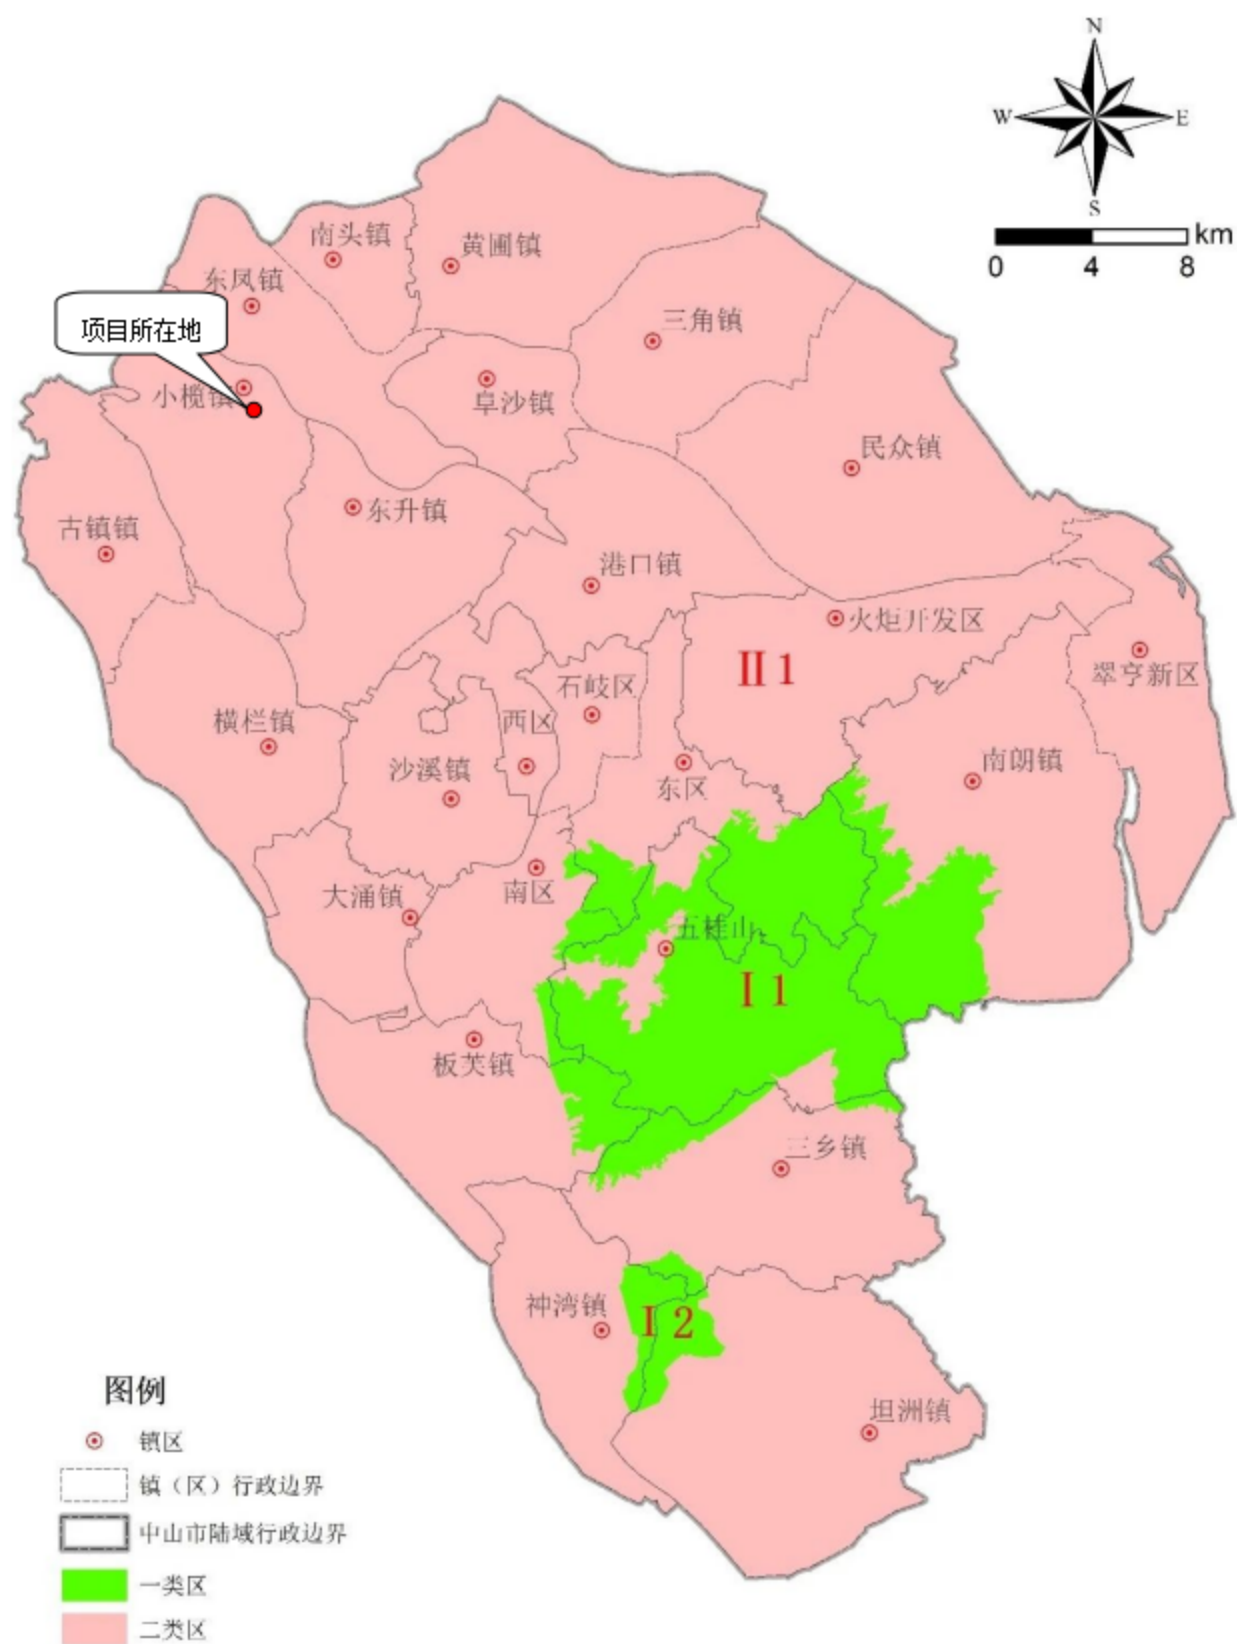 N
W
E
S
km
0
4
8
南头镇
黄圃镇
东凤镇
三角镇
项目所在地
小榄镇
阜沙镇
民众镇
东升镇
古镇镇
港口镇
火炬开发区
II 1
翠亨新区
石岐区
横栏镇
西区
沙溪镇
东区
南朗镇
大涌镇
南区
五桂山
I 1
板芙镇
三乡镇
神湾镇
I 2
坦洲镇
图例
镇区
镇（区）行政边界
中山市陆域行政边界
一类区
二类区